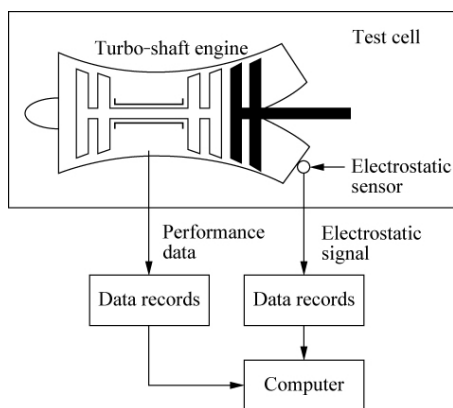 Turbo-shaft engine
Test cell
Electrostatic
sensor
Performance
data
Electrostatic
signal
Data records
Data records
Computer